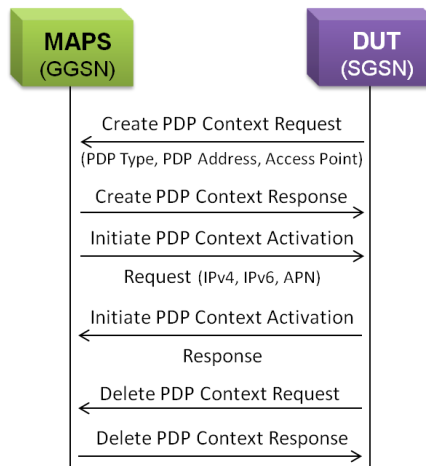 MAPS
(GGSN)
DUT
(SGSN)
Create PDP Context Request
(PDP Type, PDP Address, Access Point)
Create PDP Context Response
Initiate PDP Context Activation
Request (IPv4, IPv6, APN)
Initiate PDP Context Activation
Response
Delete PDP Context Request
Delete PDP Context Response